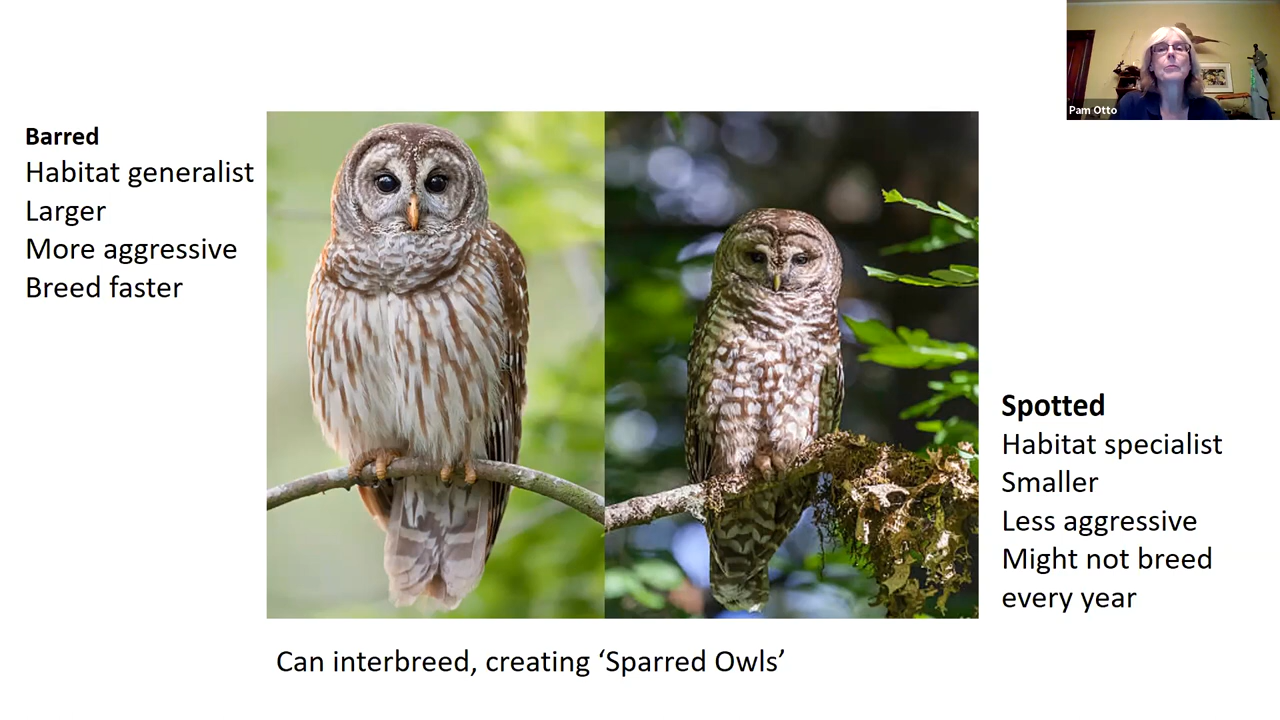 Pam Otto
Barred
Habitat generalist
Larger
More aggressive
Breed faster
Spotted
Habitat specialist
Smaller
Less aggressive
Might not breed
every year
Can interbreed, creating ‘Sparred Owls’